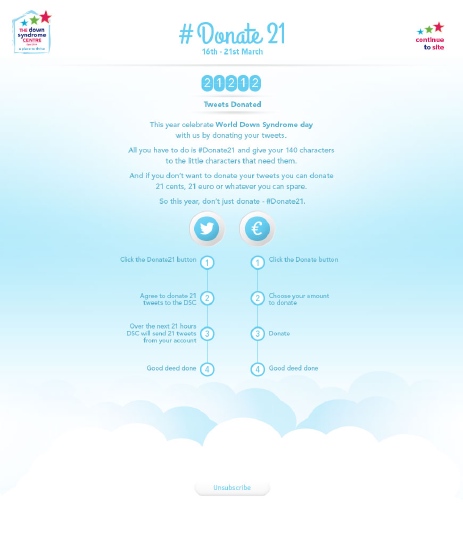 THE down
syndrome
CENTRE
# Donate 21
16th - 21st March
continue
to site
21212
Tweets Donated
This year celebrate World Down Syndrome day
with us by donating your tweets.
All you have to do is #Donate21 and give your 140 characters
to the little characters that need them.
And if you don't want to donate your tweets you can donate
21 cents, 21 euro or whatever you can spare.
So this year, don't just donate - #Donate21.
€
Click the Donate21 button 1
1 Click the Donate button
Agree to donate 21
tweets to the DSC 2
2 Choose your amount
to donate
Over the next 21 hours
DSC will send 21 tweets 3
from your account
3 Donate
Good deed done 4
4 Good deed done
Unsubscribe